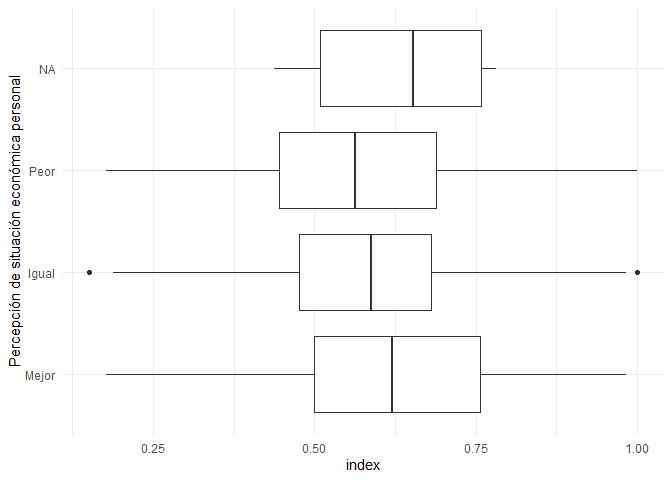 Percepción de situación económica personal
NA
Peor
Igual
Mejor
0.25
0.50
0.75
1.00
index